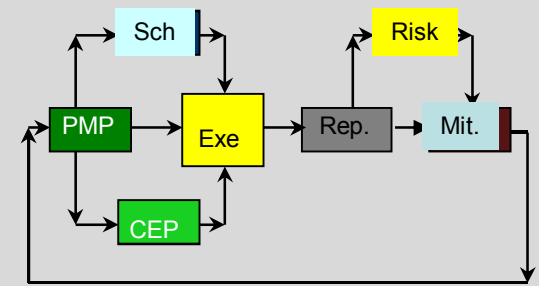 Sch
Risk
PMP
Exe
Rep.
Mit.
CEP